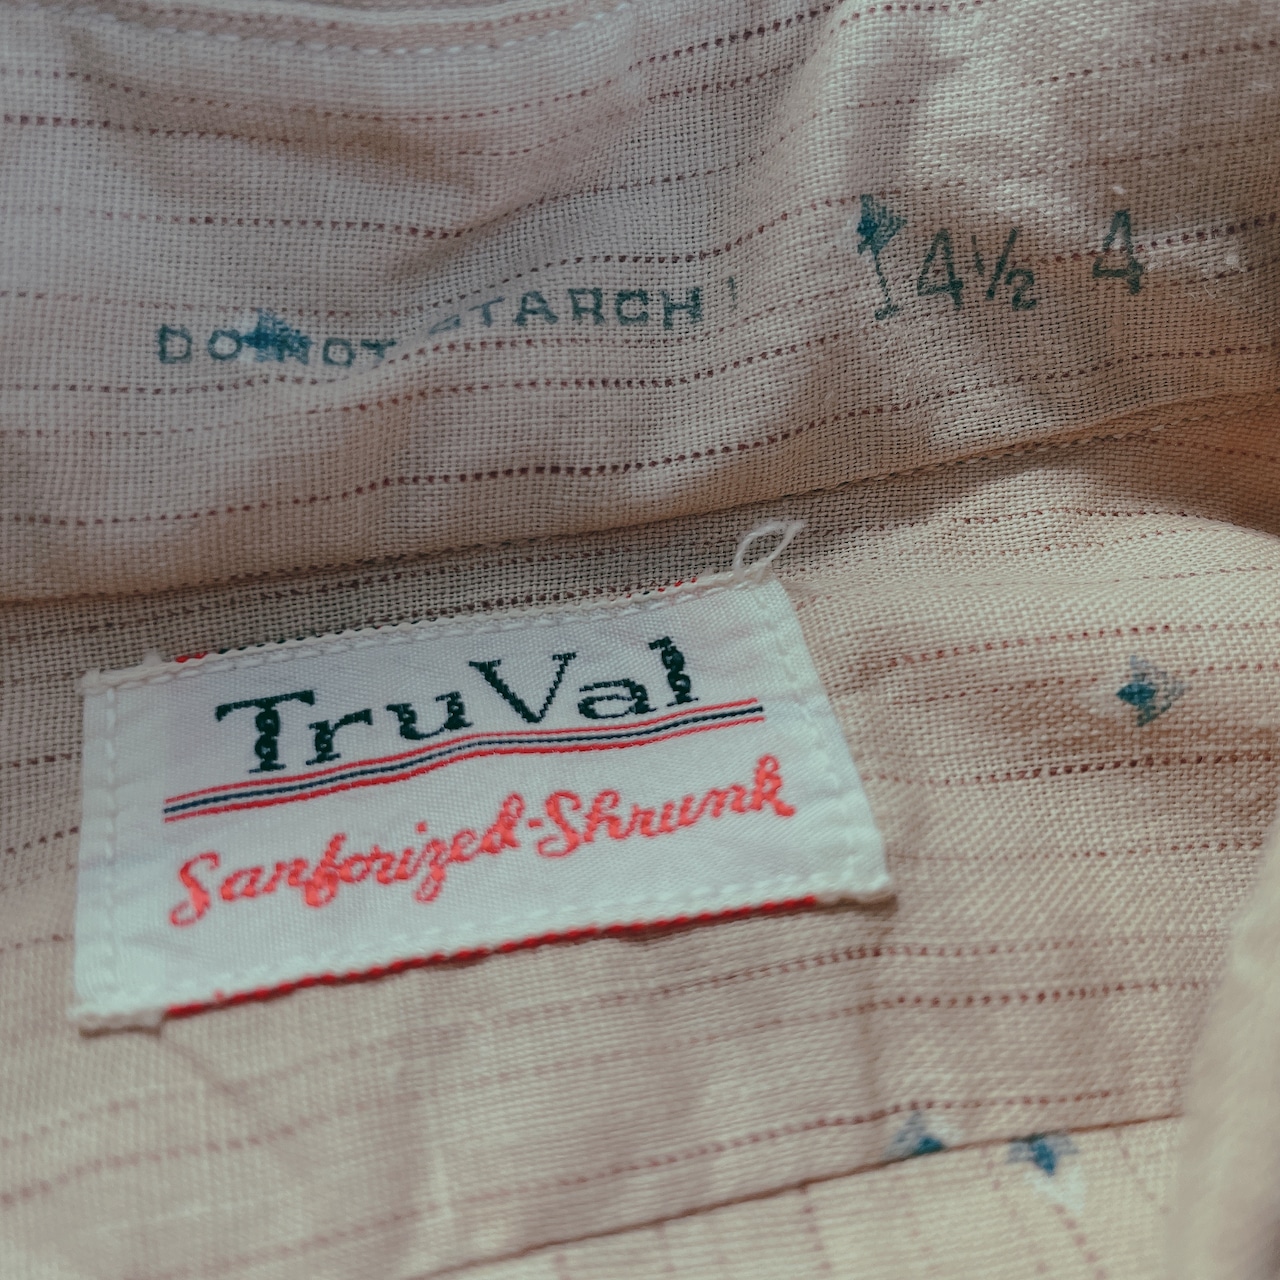 DO NOT STARCH! 14½ 4
TruVal
Sanforized-Shrunk